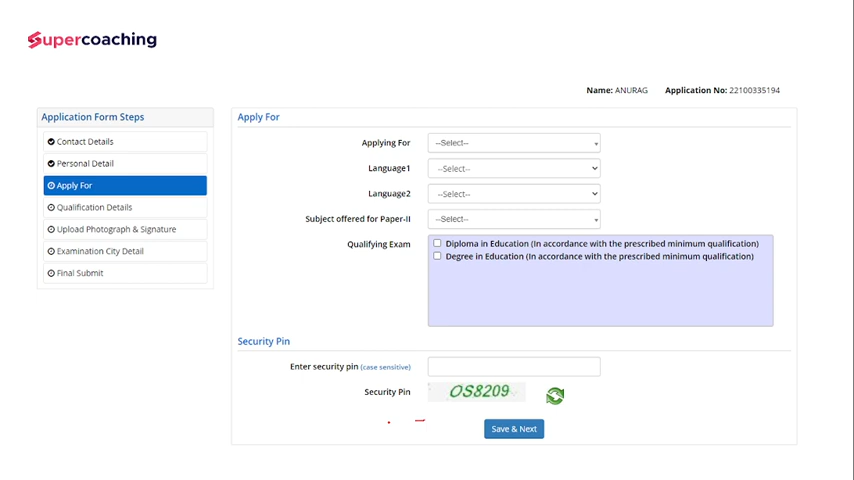 Supercoaching
Name: ANURAG Application No: 22100335194
Application Form Steps
Contact Details
Personal Detail
Apply For
Qualification Details
Upload Photograph & Signature
Examination City Detail
Final Submit
Apply For
Applying For --Select--
Language1 --Select--
Language2 --Select--
Subject offered for Paper-II --Select--
Qualifying Exam
Diploma in Education (In accordance with the prescribed minimum qualification)
Degree in Education (In accordance with the prescribed minimum qualification)
Security Pin
Enter security pin (case sensitive)
Security Pin OS8209
Save & Next